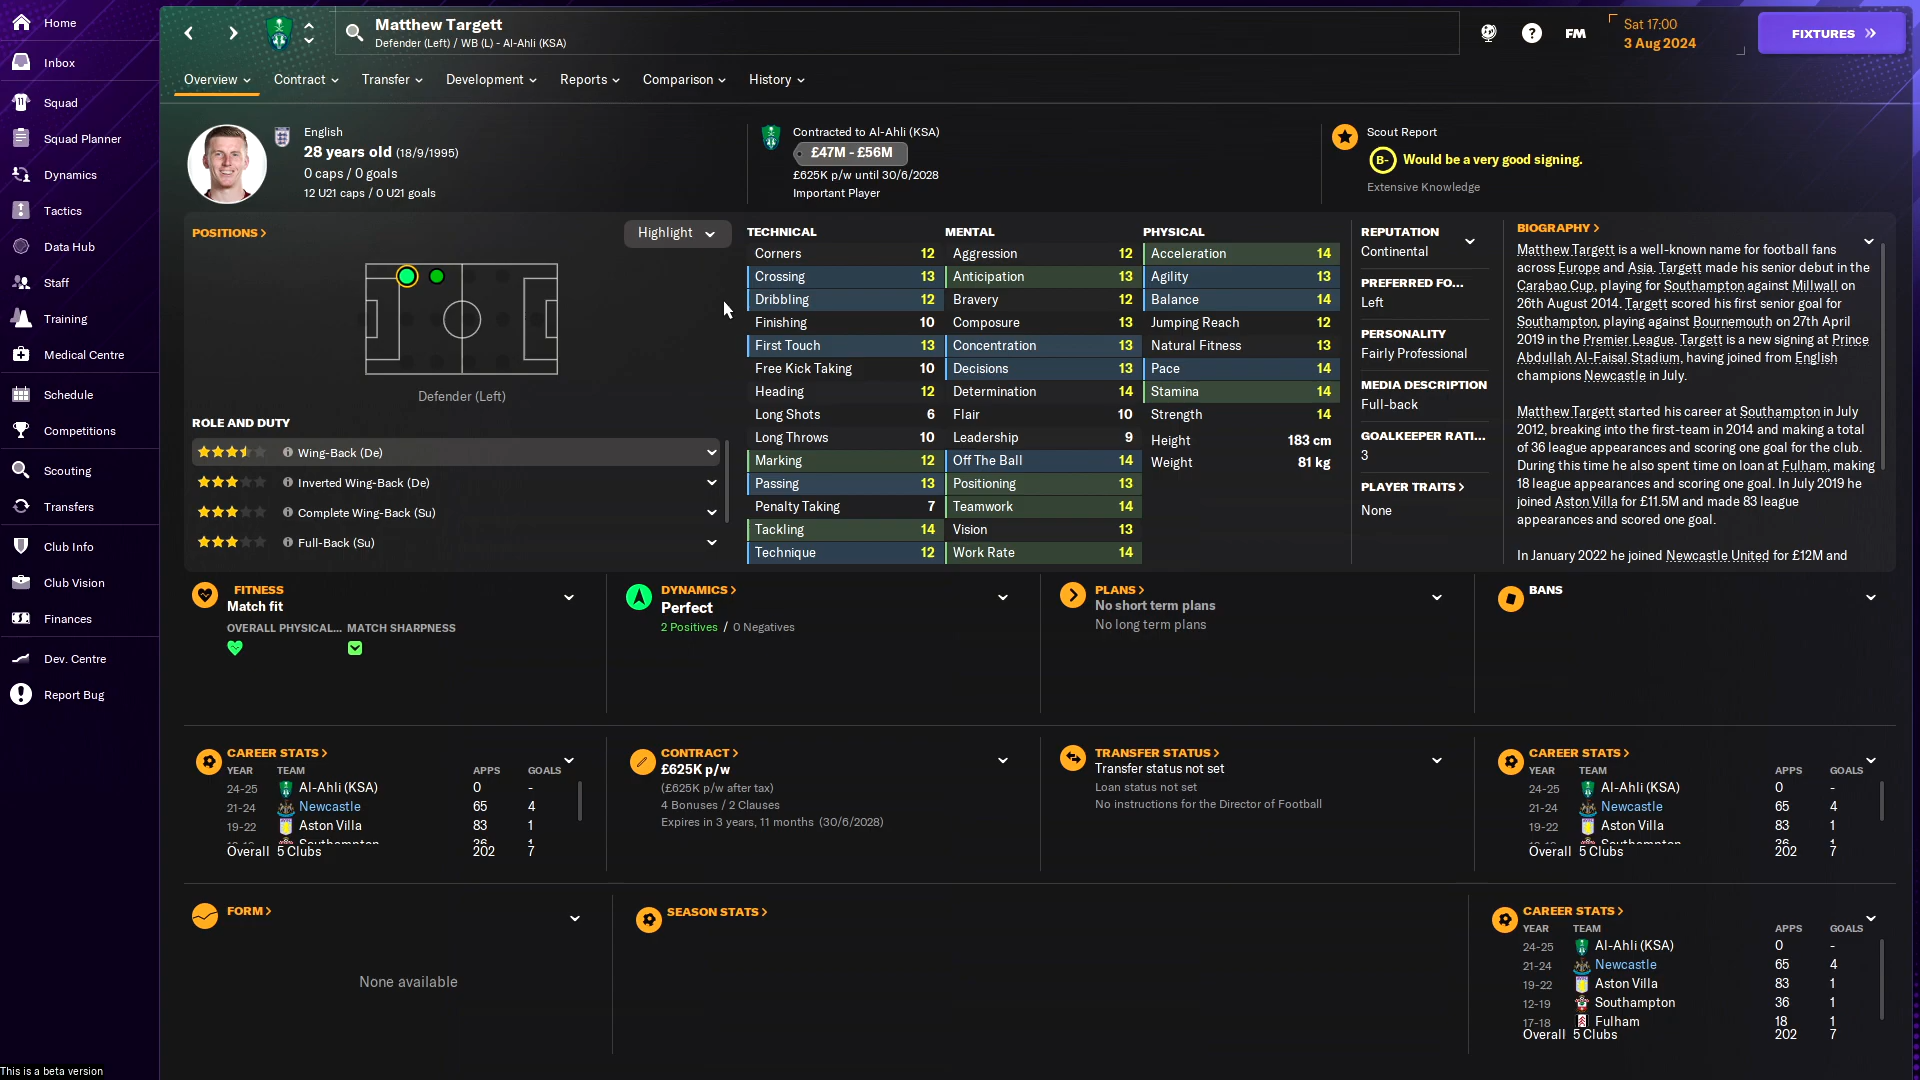 Home
Inbox
Squad
Squad Planner
Dynamics
Tactics
Data Hub
Staff
Training
Medical Centre
Schedule
Competitions
Scouting
Transfers
Club Info
Club Vision
Finances
Dev. Centre
Report Bug
This is a beta version
Matthew Targett
Defender (Left) / WB (L) - Al-Ahli (KSA)
FM
Sat 17:00
3 Aug 2024
FIXTURES
Overview Contract Transfer Development Reports Comparison History
English
28 years old (18/9/1995)
0 caps / 0 goals
12 U21 caps / 0 U21 goals
Contracted to Al-Ahli (KSA)
£47M - £56M
£625K p/w until 30/6/2028
Important Player
Scout Report
B- Would be a very good signing.
Extensive Knowledge
POSITIONS >
Highlight
Defender (Left)
ROLE AND DUTY
Wing-Back (De)
Inverted Wing-Back (De)
Complete Wing-Back (Su)
Full-Back (Su)
TECHNICAL
Corners 12
Crossing 13
Dribbling 12
Finishing 10
First Touch 13
Free Kick Taking 10
Heading 12
Long Shots 6
Long Throws 10
Marking 12
Passing 13
Penalty Taking 7
Tackling 14
Technique 12
MENTAL
Aggression 12
Anticipation 13
Bravery 12
Composure 13
Concentration 13
Decisions 13
Determination 14
Flair 10
Leadership 9
Off The Ball 14
Positioning 13
Teamwork 14
Vision 13
Work Rate 14
PHYSICAL
Acceleration 14
Agility 13
Balance 14
Jumping Reach 12
Natural Fitness 13
Pace 14
Stamina 14
Strength 14
Height 183 cm
Weight 81 kg
REPUTATION
Continental
PREFERRED FO...
Left
PERSONALITY
Fairly Professional
MEDIA DESCRIPTION
Full-back
GOALKEEPER RATI...
3
PLAYER TRAITS >
None
BIOGRAPHY >
Matthew Targett is a well-known name for football fans
across Europe and Asia. Targett made his senior debut in the
Carabao Cup, playing for Southampton against Millwall on
26th August 2014. Targett scored his first senior goal for
Southampton, playing against Bournemouth on 27th April
2019 in the Premier League. Targett is a new signing at Prince
Abdullah Al-Faisal Stadium, having joined from English
champions Newcastle in July.
Matthew Targett started his career at Southampton in July
2012, breaking into the first-team in 2014 and making a total
of 36 league appearances and scoring one goal for the club.
During this time he also spent time on loan at Fulham, making
18 league appearances and scoring one goal. In July 2019 he
joined Aston Villa for £11.5M and made 83 league
appearances and scored one goal.
In January 2022 he joined Newcastle United for £12M and
FITNESS
Match fit
OVERALL PHYSICAL... MATCH SHARPNESS
DYNAMICS >
Perfect
2 Positives / 0 Negatives
PLANS >
No short term plans
No long term plans
BANS
CAREER STATS >
YEAR TEAM APPS GOALS
24-25 Al-Ahli (KSA) 0 -
21-24 Newcastle 65 4
19-22 Aston Villa 83 1
Southampton 36 1
Overall 5 Clubs 202 7
CONTRACT >
£625K p/w
(£625K p/w after tax)
4 Bonuses / 2 Clauses
Expires in 3 years, 11 months (30/6/2028)
TRANSFER STATUS >
Transfer status not set
Loan status not set
No instructions for the Director of Football
CAREER STATS >
YEAR TEAM APPS GOALS
24-25 Al-Ahli (KSA) 0 -
21-24 Newcastle 65 4
19-22 Aston Villa 83 1
Southampton 36 1
Overall 5 Clubs 202 7
FORM >
None available
SEASON STATS >
CAREER STATS >
YEAR TEAM APPS GOALS
24-25 Al-Ahli (KSA) 0 -
21-24 Newcastle 65 4
19-22 Aston Villa 83 1
12-19 Southampton 36 1
17-18 Fulham 18 1
Overall 5 Clubs 202 7